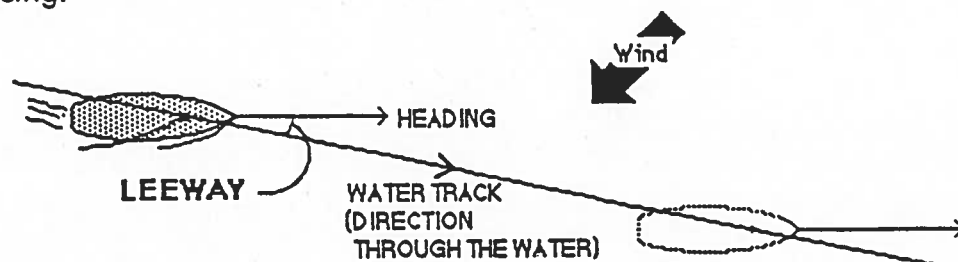 Wind
HEADING
LEEWAY
WATER TRACK
(DIRECTION
THROUGH THE WATER)